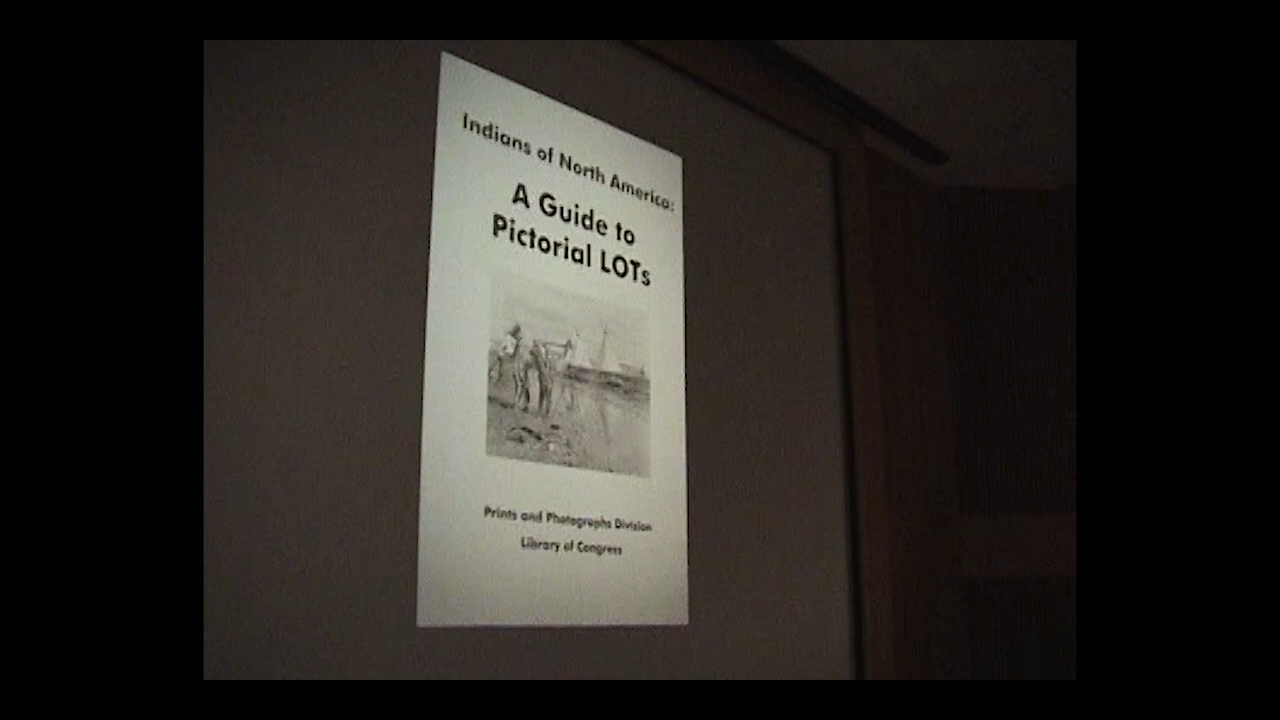 Indians of North America:
A Guide to
Pictorial LOTs
Prints and Photographs Division
Library of Congress